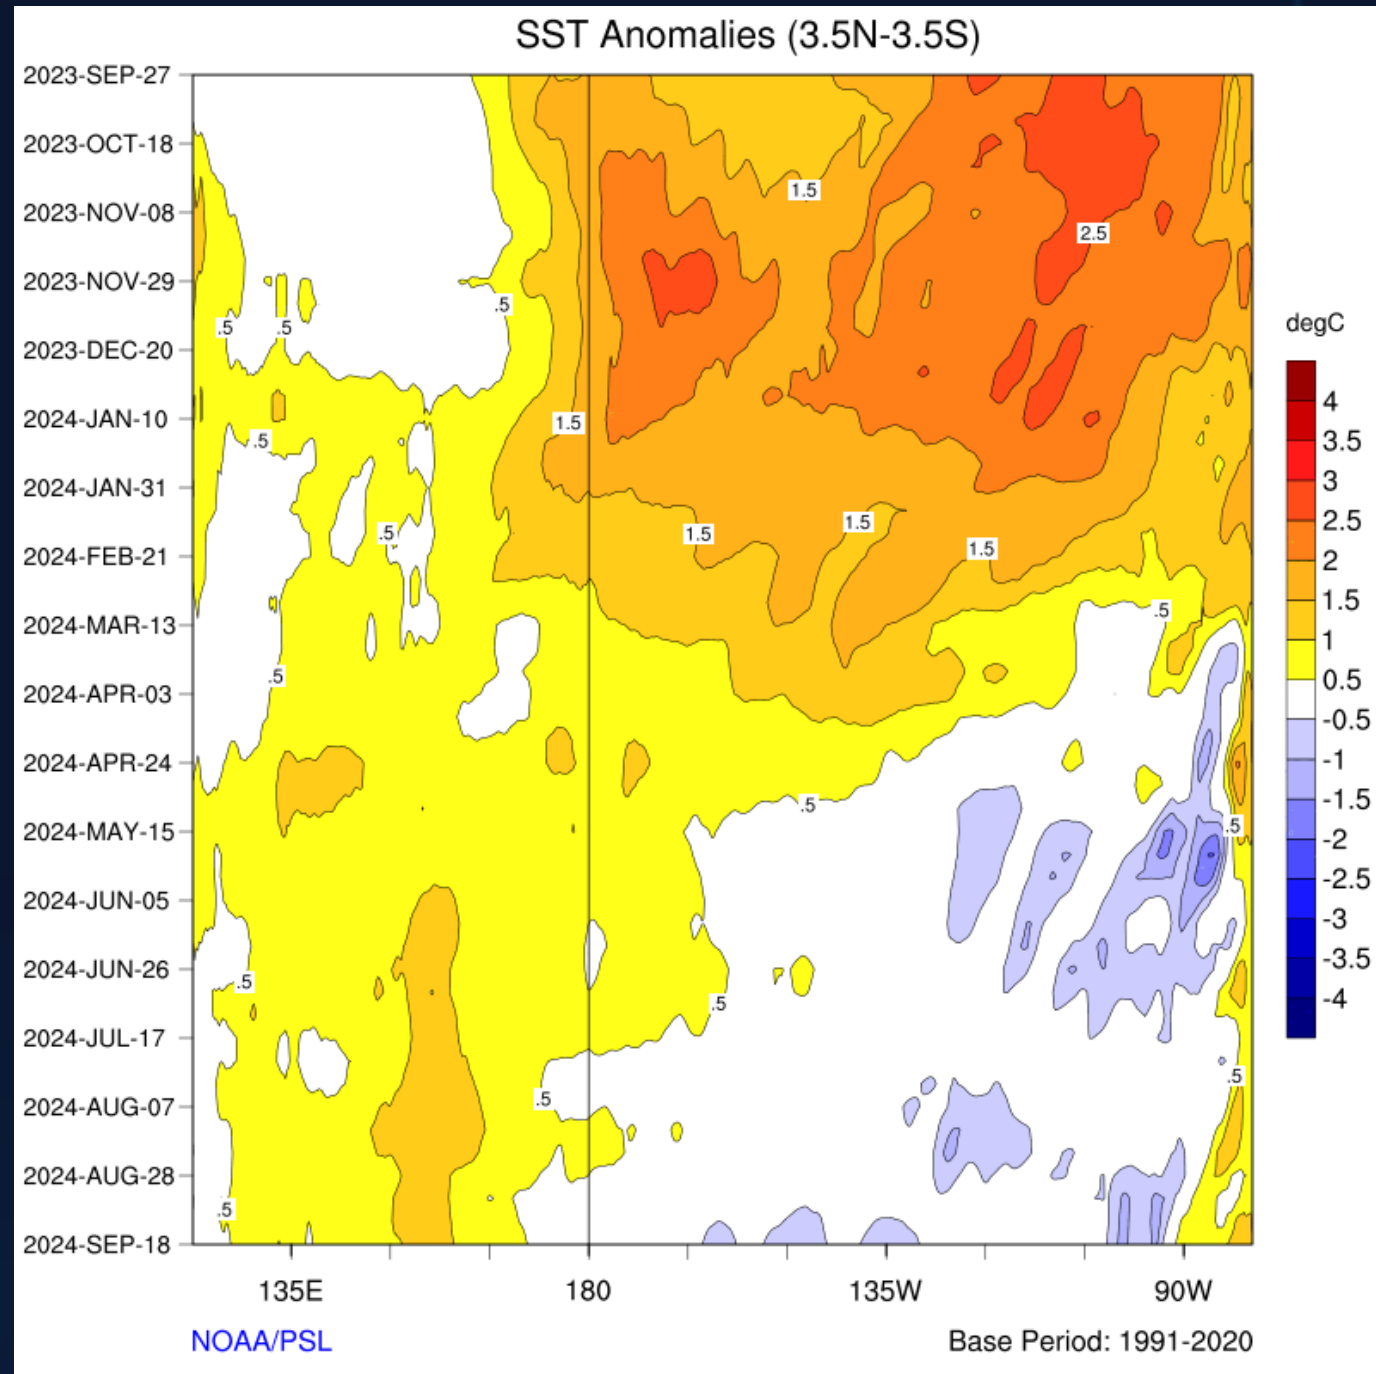 SST Anomalies (3.5N-3.5S)
2023-SEP-27
2023-OCT-18
1.5
2023-NOV-08
2.5
2023-NOV-29
.5
degC
.5 .5
2023-DEC-20
4
2024-JAN-10
1.5
.5
3.5
3
2024-JAN-31
2.5
1.5
.5 1.5
1.5
2024-FEB-21
2
1.5
.5
2024-MAR-13
1
.5
0.5
2024-APR-03
-0.5
2024-APR-24
-1
-1.5
.5
.5
2024-MAY-15
-2
-2.5
2024-JUN-05
-3
-3.5
2024-JUN-26
.5
-4
.5
2024-JUL-17
.5
.5
2024-AUG-07
2024-AUG-28
.5
2024-SEP-18
135E 180 135W 90W
NOAA/PSL Base Period: 1991-2020